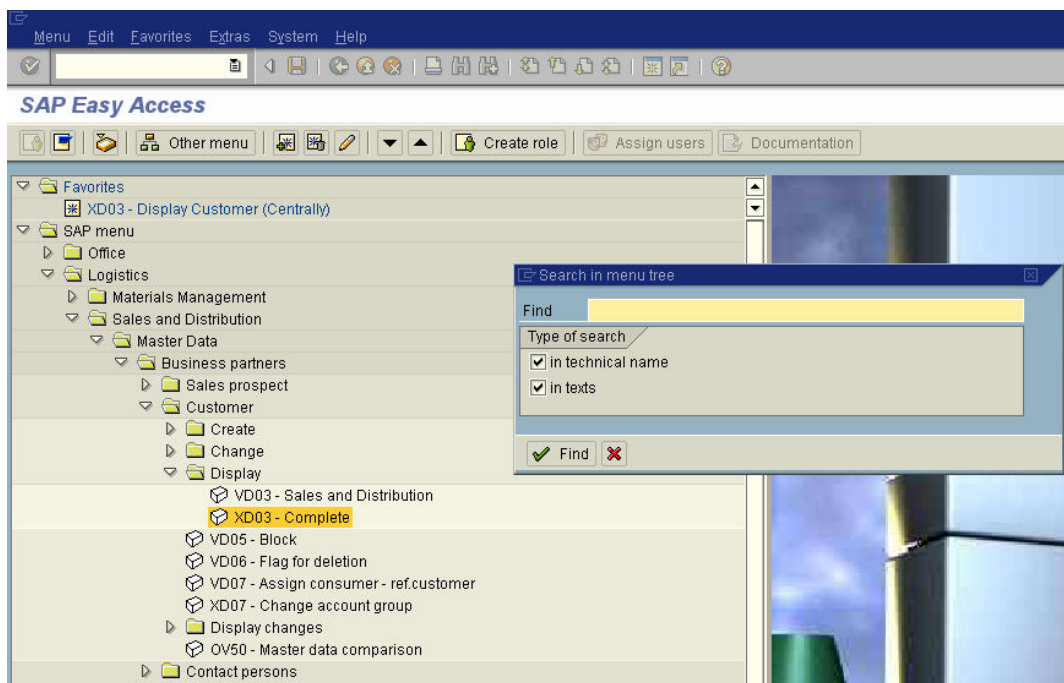 Menu Edit Favorites Extras System Help
SAP Easy Access
Other menu Create role Assign users Documentation
Favorites
XD03 - Display Customer (Centrally)
SAP menu
Office
Logistics
Materials Management
Sales and Distribution
Master Data
Business partners
Sales prospect
Customer
Create
Change
Display
VD03 - Sales and Distribution
XD03 - Complete
VD05 - Block
VD06 - Flag for deletion
VD07 - Assign consumer - ref.customer
XD07 - Change account group
Display changes
OV50 - Master data comparison
Contact persons
Search in menu tree
Find
Type of search
in technical name
in texts
Find